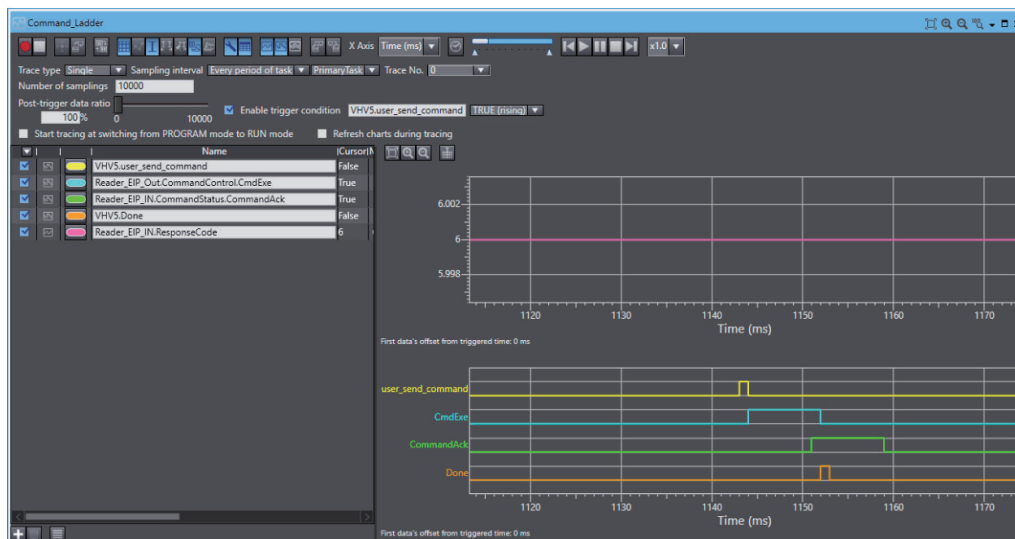 Command_Ladder
X Axis Time (ms) x1.0
Trace type Single Sampling interval Every period of task PrimaryTask Trace No. 0
Number of samplings 10000
Post-trigger data ratio
100 % 0 10000 Enable trigger condition VHV5.user_send_command TRUE (rising)
Start tracing at switching from PROGRAM mode to RUN mode Refresh charts during tracing
Name Cursor
VHV5.user_send_command False
Reader_EIP_Out.CommandControl.CmdExe True
Reader_EIP_IN.CommandStatus.CommandAck True
VHV5.Done False
Reader_EIP_IN.ResponseCode 6
6.002
6
5.998
1120 1130 1140 1150 1160 1170
Time (ms)
First data's offset from triggered time: 0 ms
user_send_command
CmdExe
CommandAck
Done
1120 1130 1140 1150 1160 1170
Time (ms)
First data's offset from triggered time: 0 ms